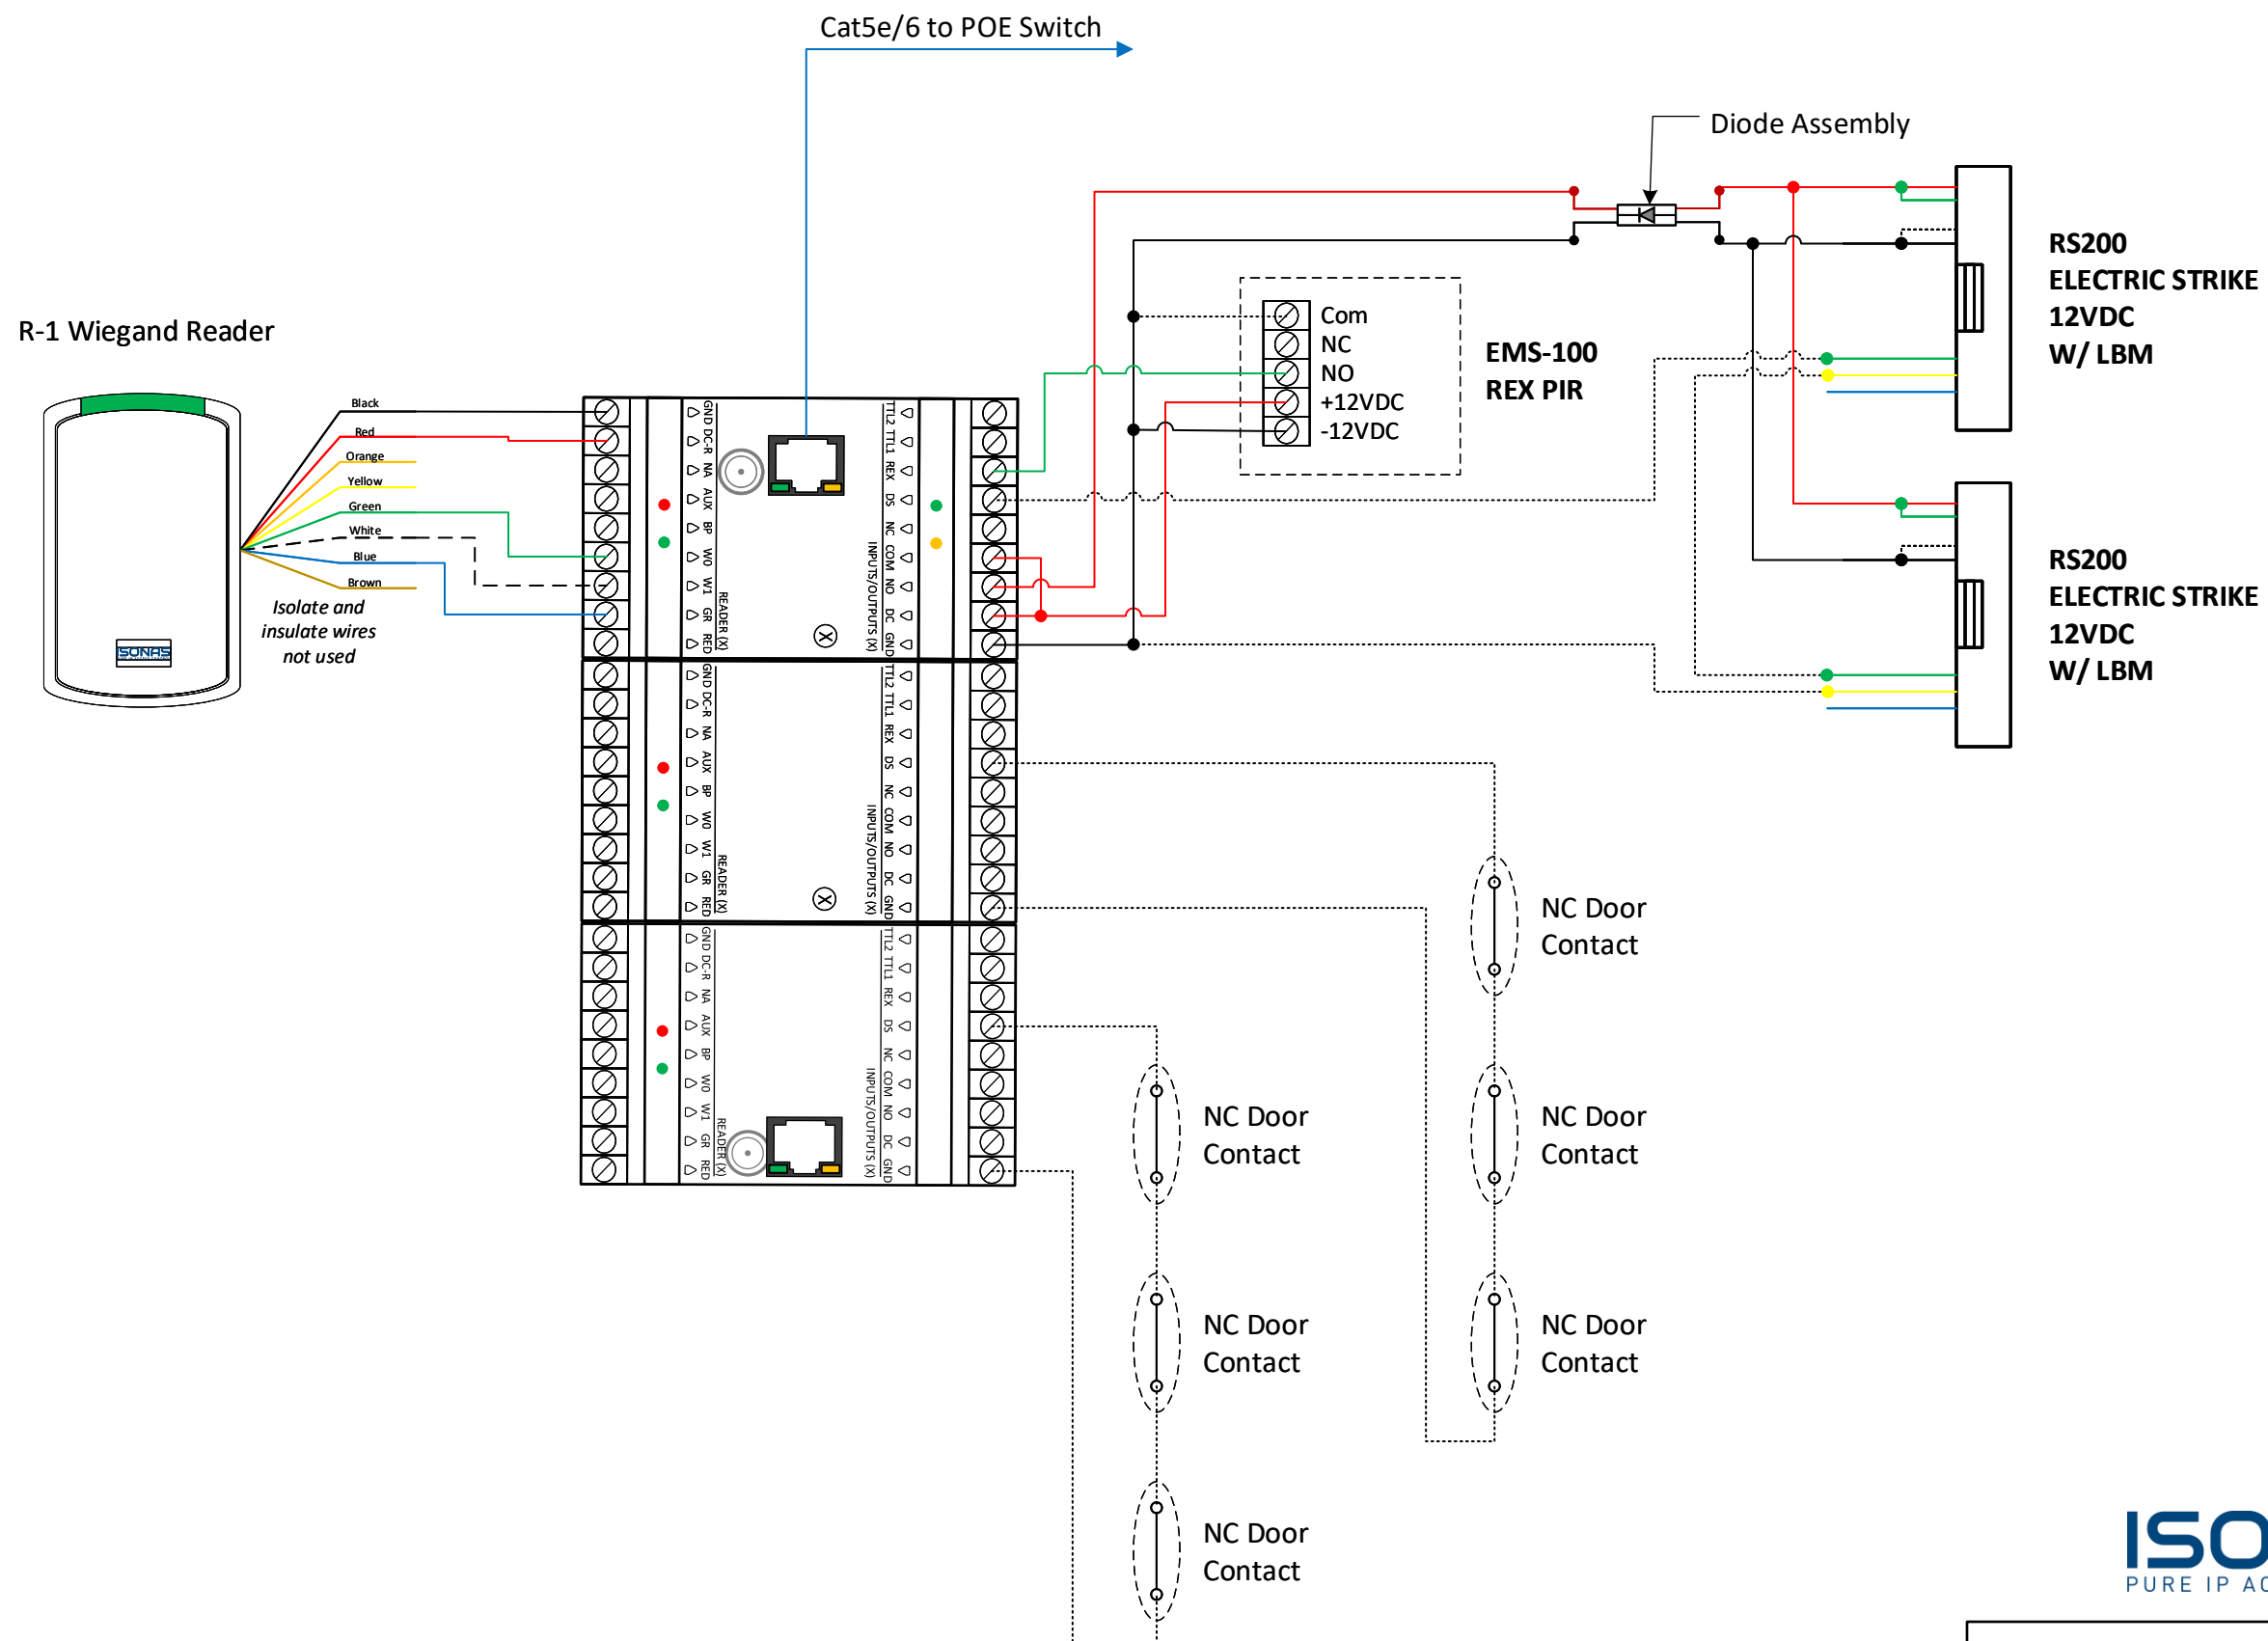 Cat5e/6 to POE Switch
Diode Assembly
RS200
ELECTRIC STRIKE
12VDC
W/ LBM
Com
NC
NO
+12VDC
-12VDC
EMS-100
REX PIR
R-1 Wiegand Reader
Black
Red
Orange
Yellow
Green
White
Blue
Brown
Isolate and
insulate wires
not used
ISONAS
GND DC-R NA AUX BP W0 W1 GR RED
READER (X)
TTL2 TTL1 REX DS NC COM NO DC GND
INPUTS/OUTPUTS (X)
RS200
ELECTRIC STRIKE
12VDC
W/ LBM
GND DC-R NA AUX BP W0 W1 GR RED
READER (X)
TTL2 TTL1 REX DS NC COM NO DC GND
INPUTS/OUTPUTS (X)
GND DC-R NA AUX BP W0 W1 GR RED
READER (X)
TTL2 TTL1 REX DS NC COM NO DC GND
INPUTS/OUTPUTS (X)
NC Door
Contact
NC Door
Contact
NC Door
Contact
NC Door
Contact
NC Door
Contact
NC Door
Contact
ISO
PURE IP AC